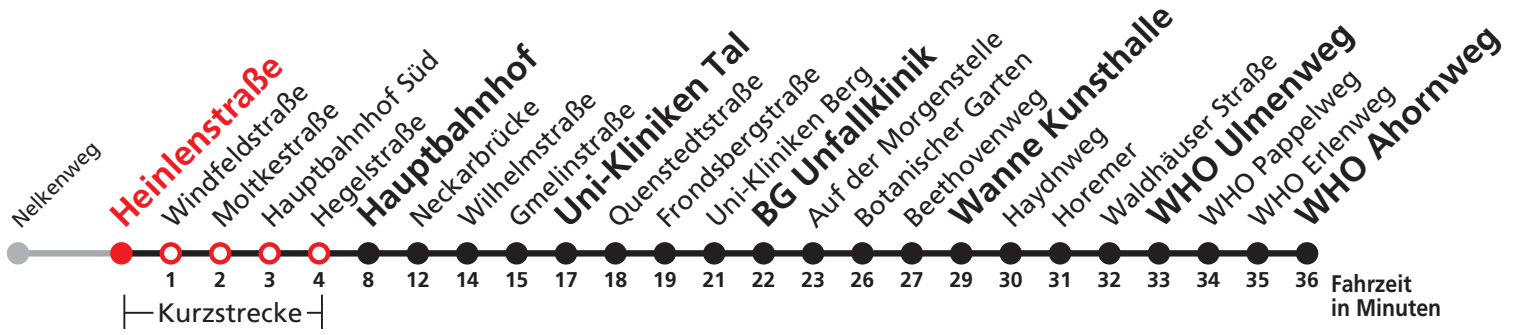 Nelkenweg
Heinlenstraße
Windfeldstraße
Moltkestraße
Hauptbahnhof Süd
Hegelstraße
Hauptbahnhof
Neckarbrücke
Wilhelmstraße
Gmelinstraße
Uni-Kliniken Tal
Quenstedtstraße
Frondsbergstraße
Uni-Kliniken Berg
BG Unfallklinik
Auf der Morgenstelle
Botanischer Garten
Beethovenweg
Wanne Kunsthalle
Haydnweg
Horemer
Waldhäuser Straße
WHO Ulmenweg
WHO Pappelweg
WHO Erlenweg
WHO Ahornweg
1 2 3 4 8 12 14 15 17 18 19 21 22 23 26 27 29 30 31 32 33 34 35 36 Fahrzeit
in Minuten
Kurzstrecke